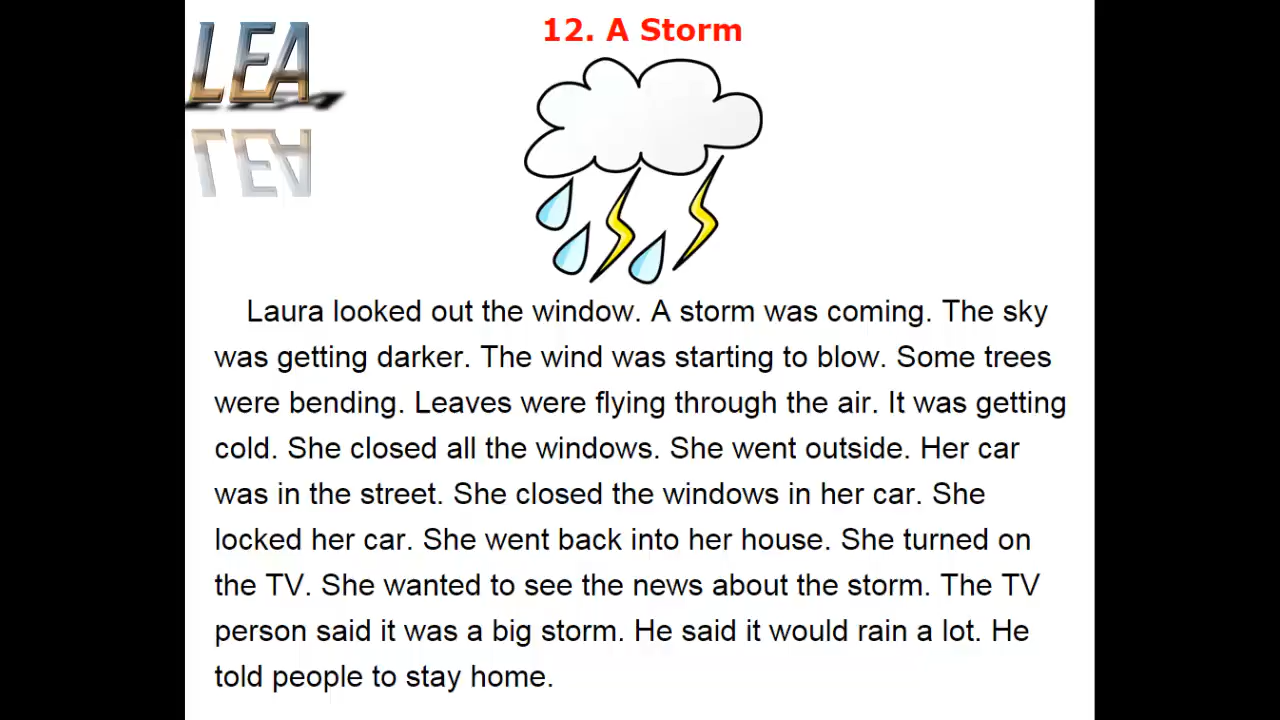 LEA
12. A Storm
Laura looked out the window. A storm was coming. The sky
was getting darker. The wind was starting to blow. Some trees
were bending. Leaves were flying through the air. It was getting
cold. She closed all the windows. She went outside. Her car
was in the street. She closed the windows in her car. She
locked her car. She went back into her house. She turned on
the TV. She wanted to see the news about the storm. The TV
person said it was a big storm. He said it would rain a lot. He
told people to stay home.